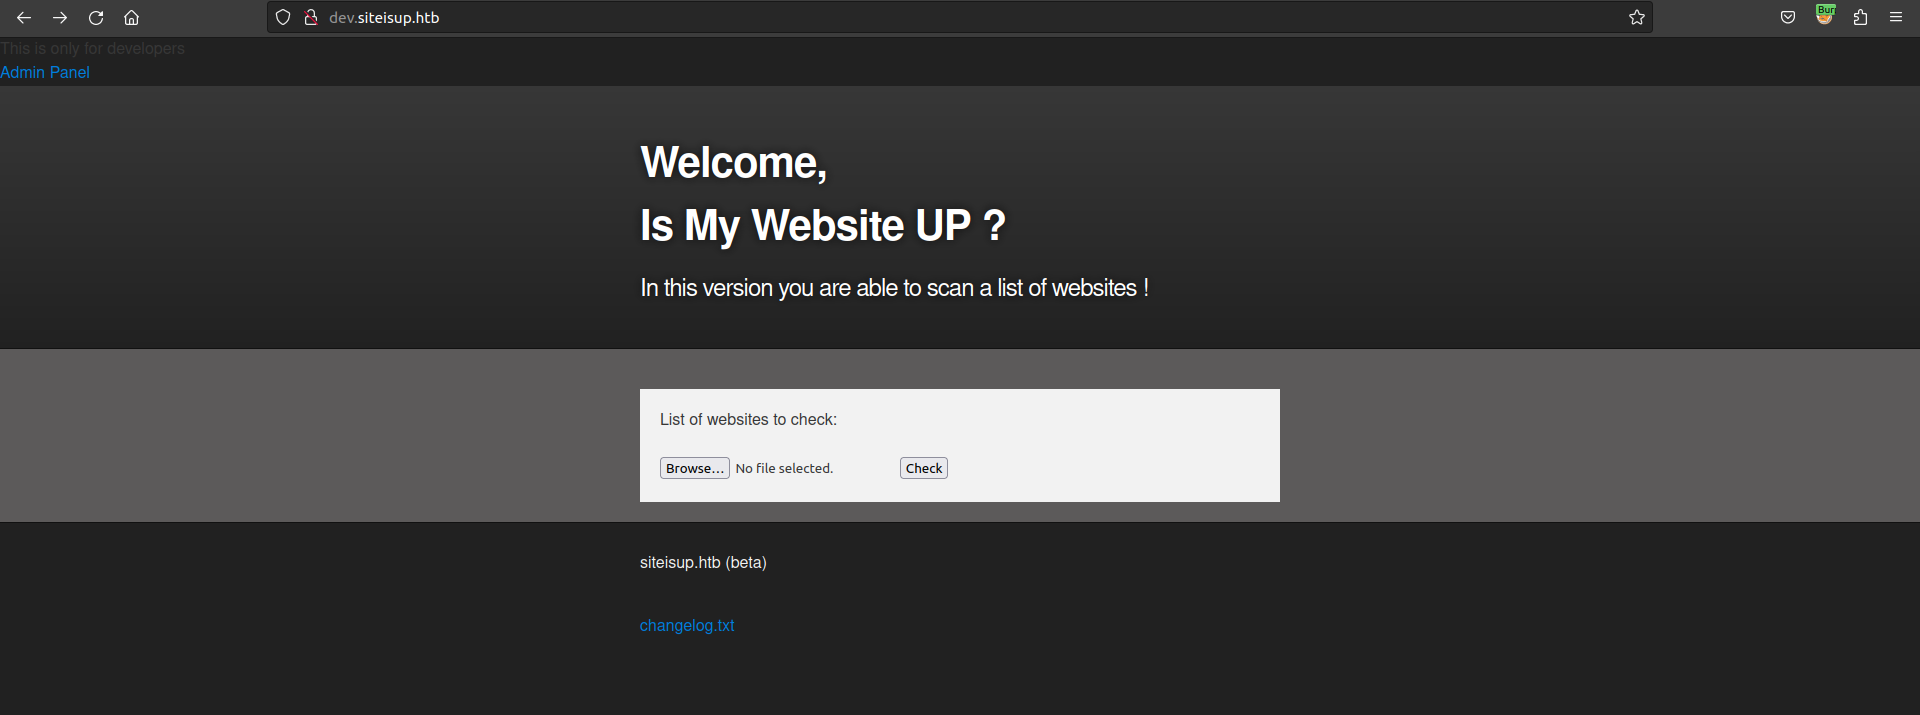 dev.siteisup.htb
Bur
This is only for developers
Admin Panel
Welcome,
Is My Website UP ?
In this version you are able to scan a list of websites !
List of websites to check:
Browse... No file selected. Check
siteisup.htb (beta)
changelog.txt